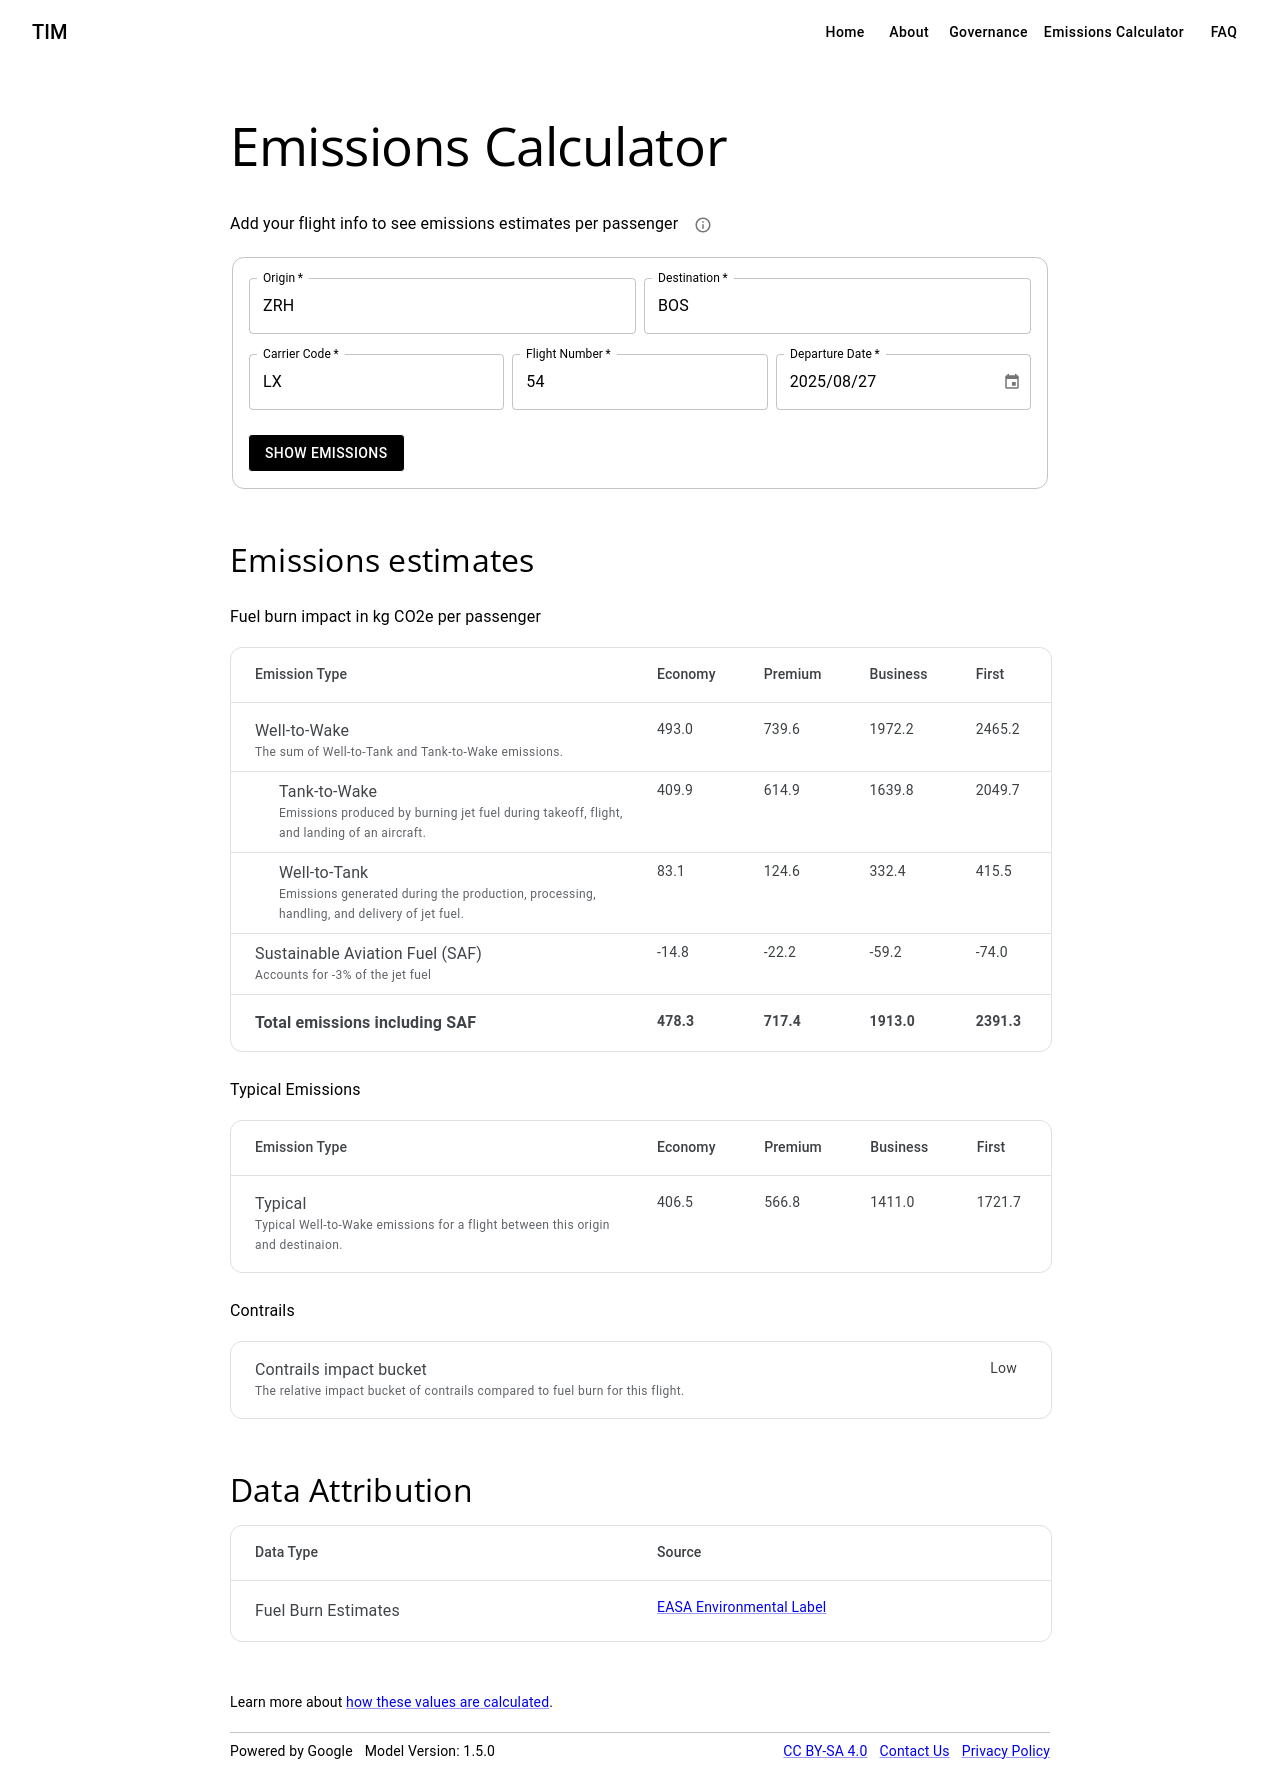 TIM
Home About Governance Emissions Calculator FAQ
Emissions Calculator
Add your flight info to see emissions estimates per passenger
Origin * Destination *
ZRH BOS
Carrier Code * Flight Number * Departure Date *
LX 54 2025/08/27
SHOW EMISSIONS
Emissions estimates
Fuel burn impact in kg CO2e per passenger
Emission Type Economy Premium Business First
Well-to-Wake 493.0 739.6 1972.2 2465.2
The sum of Well-to-Tank and Tank-to-Wake emissions.
Tank-to-Wake 409.9 614.9 1639.8 2049.7
Emissions produced by burning jet fuel during takeoff, flight,
and landing of an aircraft.
Well-to-Tank 83.1 124.6 332.4 415.5
Emissions generated during the production, processing,
handling, and delivery of jet fuel.
Sustainable Aviation Fuel (SAF) -14.8 -22.2 -59.2 -74.0
Accounts for -3% of the jet fuel
Total emissions including SAF 478.3 717.4 1913.0 2391.3
Typical Emissions
Emission Type Economy Premium Business First
Typical 406.5 566.8 1411.0 1721.7
Typical Well-to-Wake emissions for a flight between this origin
and destinaion.
Contrails
Contrails impact bucket Low
The relative impact bucket of contrails compared to fuel burn for this flight.
Data Attribution
Data Type Source
Fuel Burn Estimates EASA Environmental Label
Learn more about how these values are calculated.
Powered by Google Model Version: 1.5.0 CC BY-SA 4.0 Contact Us Privacy Policy